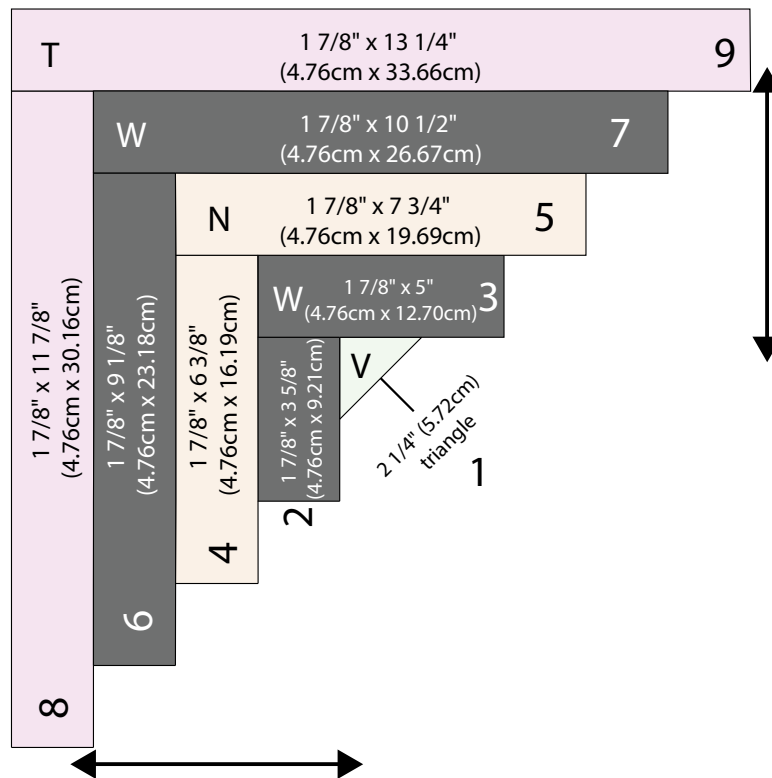 T
1 7/8" x 13 1/4"
(4.76cm x 33.66cm)
9
W
1 7/8" x 10 1/2"
(4.76cm x 26.67cm)
7
N
1 7/8" x 7 3/4"
(4.76cm x 19.69cm)
5
W
1 7/8" x 5"
(4.76cm x 12.70cm)
3
V
2 1/4" (5.72cm)
triangle
1
1 7/8" x 3 5/8"
(4.76cm x 9.21cm)
2
1 7/8" x 6 3/8"
(4.76cm x 16.19cm)
4
1 7/8" x 9 1/8"
(4.76cm x 23.18cm)
6
1 7/8" x 11 7/8"
(4.76cm x 30.16cm)
8